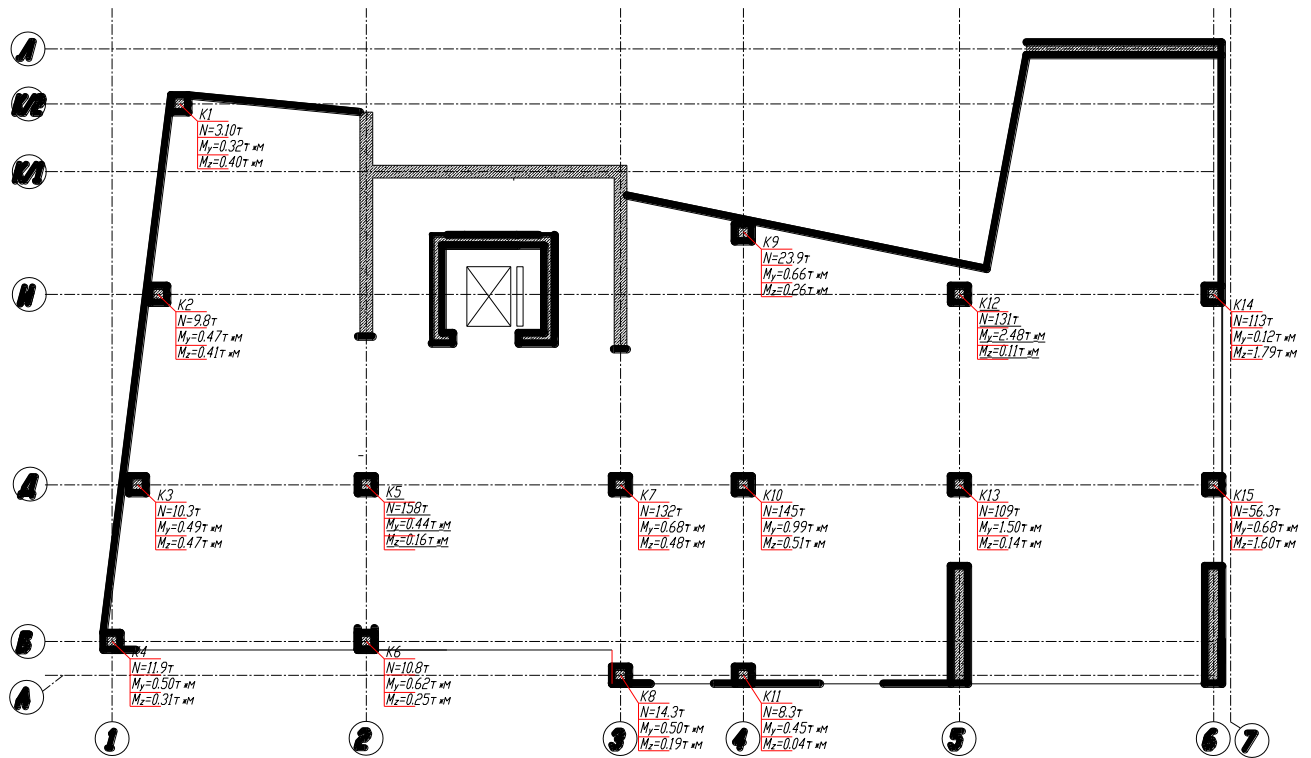 Л
К/2
К/1
И
Д
Б
А
К1
N=3.10т
My=0.32т*м
Mz=0.40т*м
К2
N=9.8т
My=0.47т*м
Mz=0.41т*м
К3
N=10.3т
My=0.49т*м
Mz=0.47т*м
К4
N=11.9т
My=0.50т*м
Mz=0.31т*м
К5
N=158т
My=0.44т*м
Mz=0.16т*м
К6
N=10.8т
My=0.62т*м
Mz=0.25т*м
К7
N=132т
My=0.68т*м
Mz=0.48т*м
К8
N=14.3т
My=0.50т*м
Mz=0.19т*м
К9
N=23.9т
My=0.66т*м
Mz=0.26т*м
К10
N=145т
My=0.99т*м
Mz=0.51т*м
К11
N=8.3т
My=0.45т*м
Mz=0.04т*м
К12
N=131т
My=2.48т*м
Mz=0.11т*м
К13
N=109т
My=1.50т*м
Mz=0.14т*м
К14
N=113т
My=0.12т*м
Mz=1.79т*м
К15
N=56.3т
My=0.68т*м
Mz=1.60т*м
1
2
3
4
5
6
7